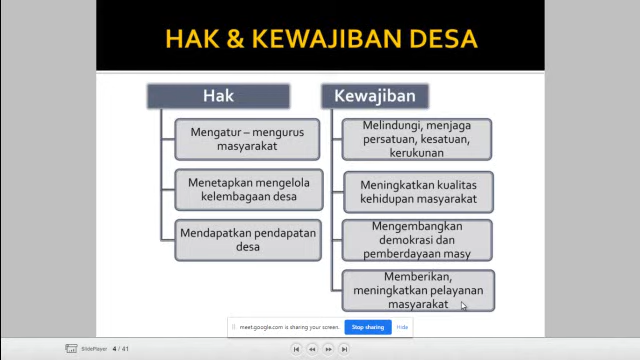 HAK & KEWAJIBAN DESA
Hak
Mengatur – mengurus
masyarakat
Menetapkan mengelola
kelembagaan desa
Mendapatkan pendapatan
desa
Kewajiban
Melindungi, menjaga
persatuan, kesatuan,
kerukunan
Meningkatkan kualitas
kehidupan masyarakat
Mengembangkan
demokrasi dan
pemberdayaan masy
Memberikan,
meningkatkan pelayanan
masyarakat
meet.google.com is sharing your screen. Stop sharing Hide
SlidePlayer 4 / 41